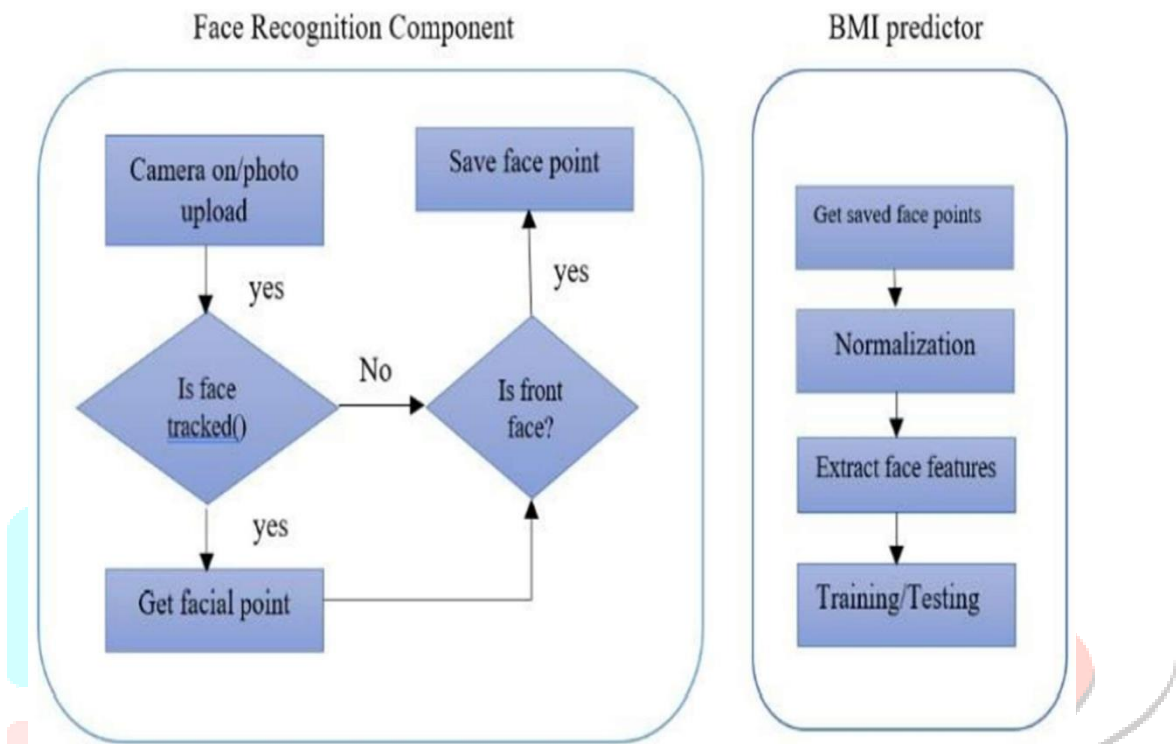 Face Recognition Component
Camera on/photo
upload
yes
Is face
tracked()
No
yes
Get facial point
Is front
face?
yes
Save face point
BMI predictor
Get saved face points
Normalization
Extract face features
Training/Testing